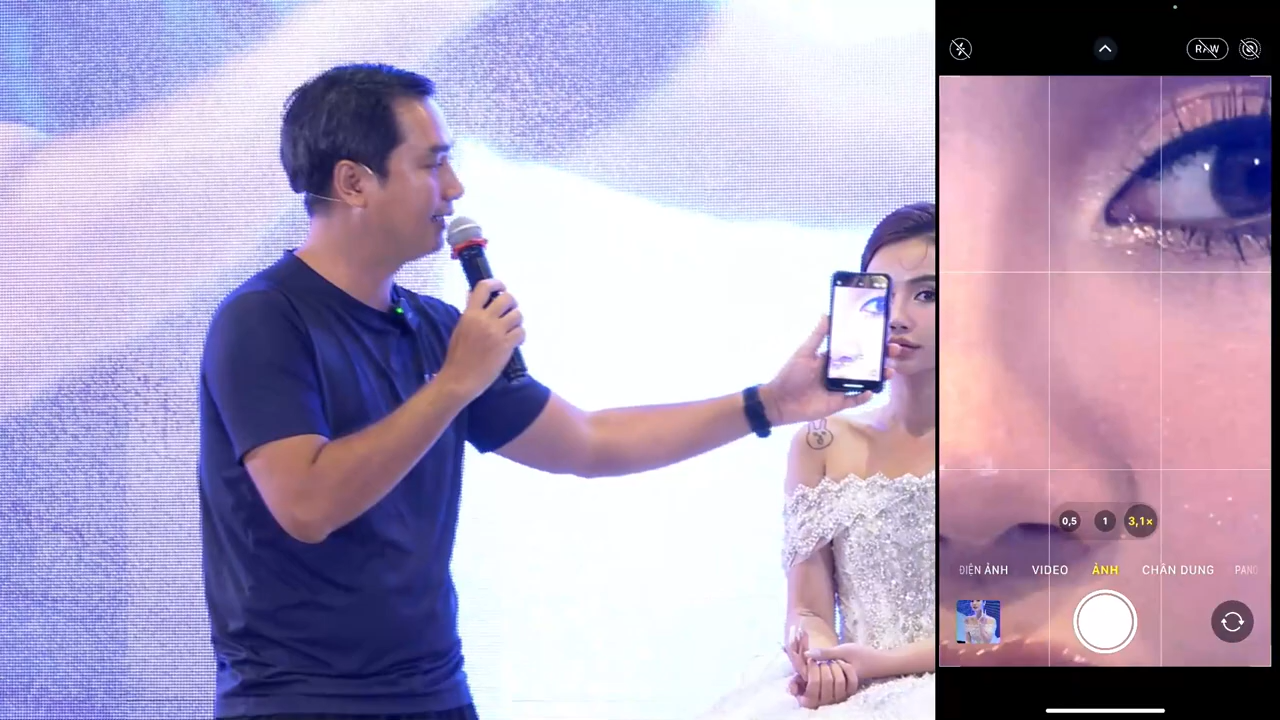 RAW
0,5 1 3,1×
ĐIỆN ẢNH VIDEO ẢNH CHÂN DUNG PANO